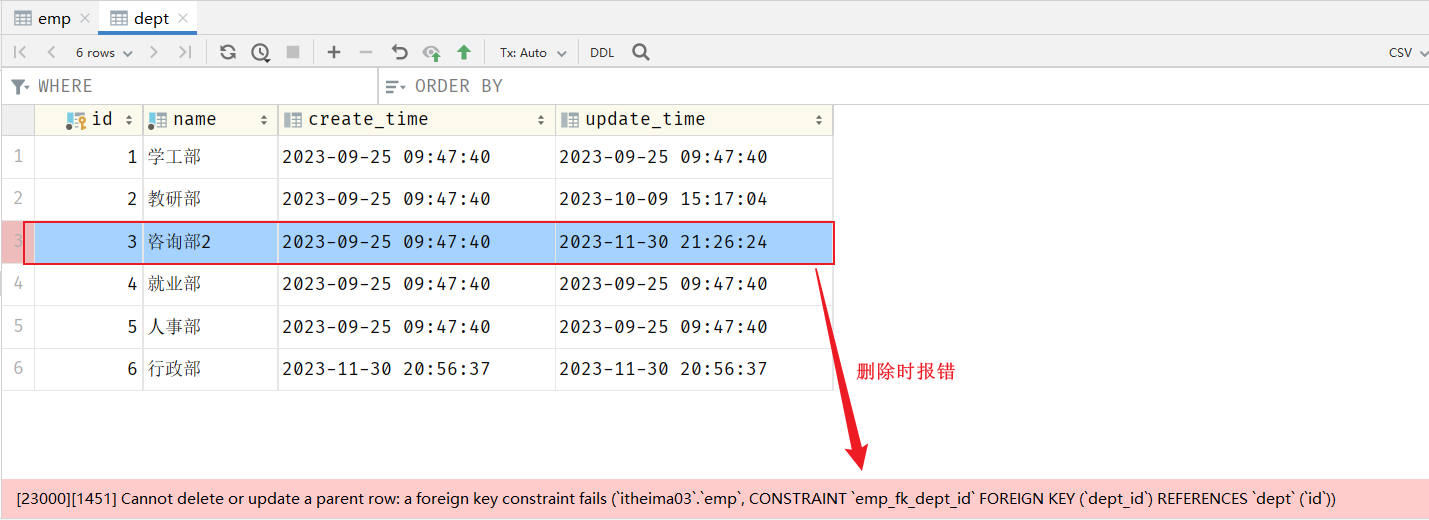 emp dept
6 rows Tx: Auto DDL CSV
WHERE ORDER BY
id name create_time update_time
1 1 学工部 2023-09-25 09:47:40 2023-09-25 09:47:40
2 2 教研部 2023-09-25 09:47:40 2023-10-09 15:17:04
3 3 咨询部2 2023-09-25 09:47:40 2023-11-30 21:26:24
4 4 就业部 2023-09-25 09:47:40 2023-09-25 09:47:40
5 5 人事部 2023-09-25 09:47:40 2023-09-25 09:47:40
6 6 行政部 2023-11-30 20:56:37 2023-11-30 20:56:37
删除时报错
[23000][1451] Cannot delete or update a parent row: a foreign key constraint fails (`itheima03`.`emp`, CONSTRAINT `emp_fk_dept_id` FOREIGN KEY (`dept_id`) REFERENCES `dept` (`id`))